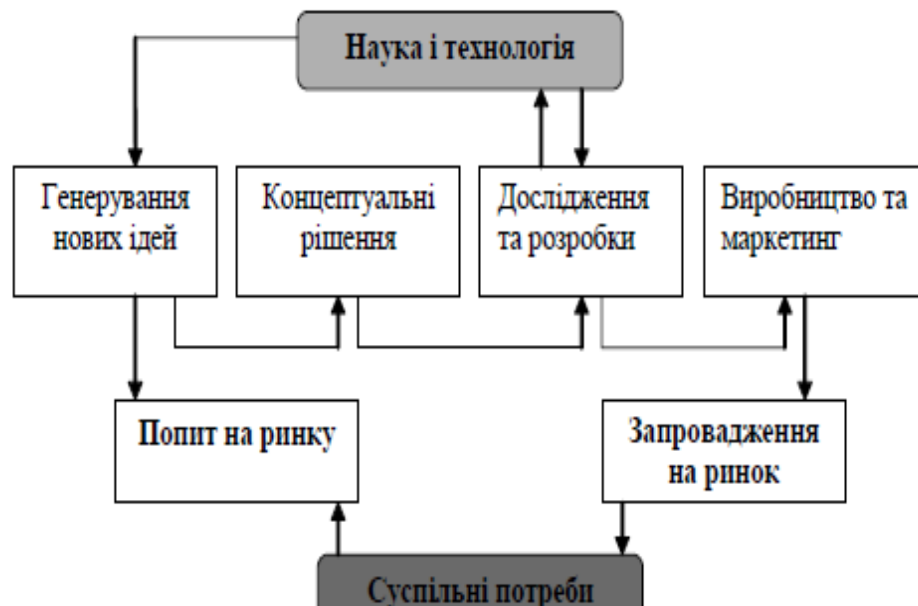 Наука і технологія
Генерування
нових ідей
Концептуальні
рішення
Дослідження
та розробки
Виробництво та
маркетинг
Попит на ринку
Запровадження
на ринок
Суспільні потреби